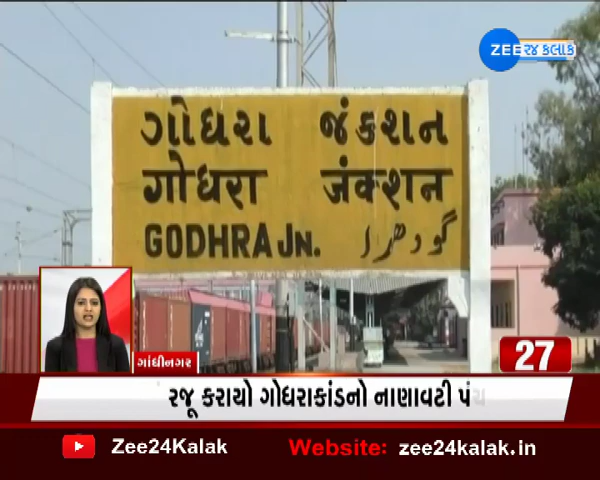 ZEE ૨૪ કલાક
ગોધરા જંકશન
गोधरा जंक्शन
GODHRA JN. گودھرا
ગાંધીનગર
27
રજૂ કરાયો ગોધરાકાંડનો નાણાવટી પંચ
Zee24Kalak Website: zee24kalak.in